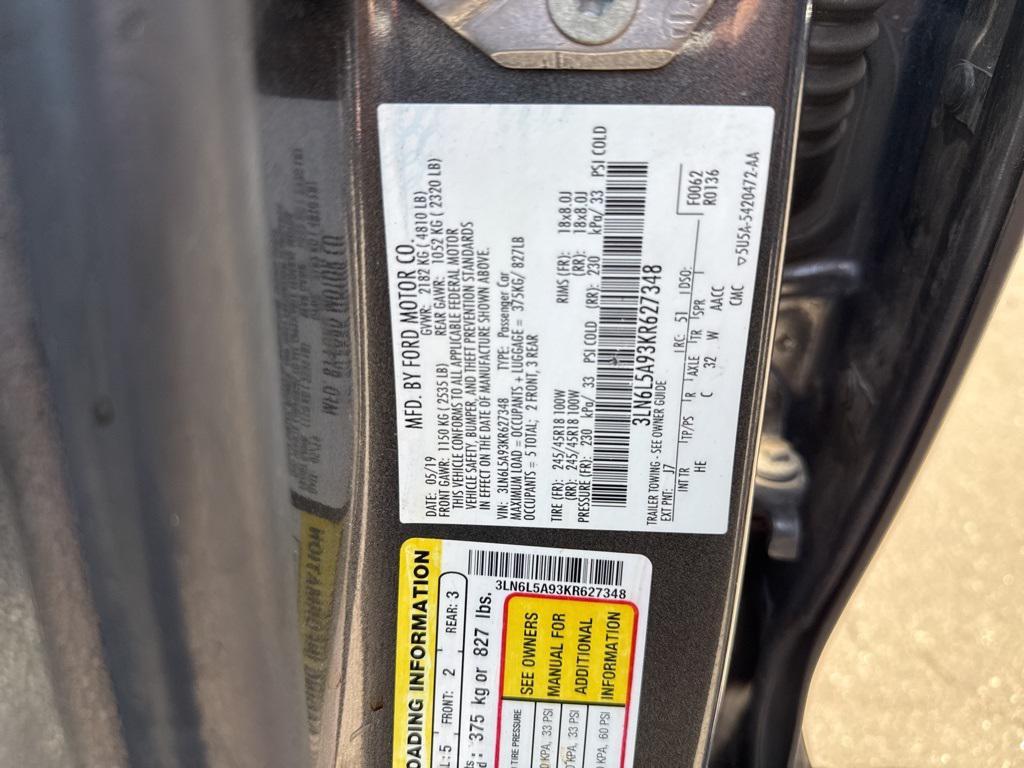 MFD. BY FORD MOTOR CO.
DATE: 05/19 GVWR: 2182 KG ( 4810 LB)
FRONT GAWR: 1150 KG ( 2535 LB) REAR GAWR: 1052 KG ( 2320 LB)
THIS VEHICLE CONFORMS TO ALL APPLICABLE FEDERAL MOTOR
VEHICLE SAFETY, BUMPER, AND THEFT PREVENTION STANDARDS
IN EFFECT ON THE DATE OF MANUFACTURE SHOWN ABOVE.
VIN: 3LN6L5A93KR627348 TYPE: Passenger Car
MAXIMUM LOAD = OCCUPANTS + LUGGAGE = 375KG/ 827LB
OCCUPANTS = 5 TOTAL; 2 FRONT, 3 REAR
TIRE (FR): 245/45R18 100W RIMS (FR): 18x8.0J
(RR): 245/45R18 100W (RR): 18x8.0J
PRESSURE (FR): 230 kPa/ 33 PSI COLD (RR): 230 kPa/ 33 PSI COLD
3LN6L5A93KR627348
TRAILER TOWING - SEE OWNER GUIDE
EXT PNT: J7 RC: 51 DSO: F0062
R0136
INT TR TP/PS R AXLE TR SPR
HE C 32 W AACC
CMC ▽5U5A-5420472-AA
LOADING INFORMATION
L: 5 FRONT: 2 REAR: 3
375 kg or 827 lbs.
3LN6L5A93KR627348
TIRE PRESSURE
KPA, 33 PSI
KPA, 33 PSI
KPA, 60 PSI
SEE OWNERS
MANUAL FOR
ADDITIONAL
INFORMATION